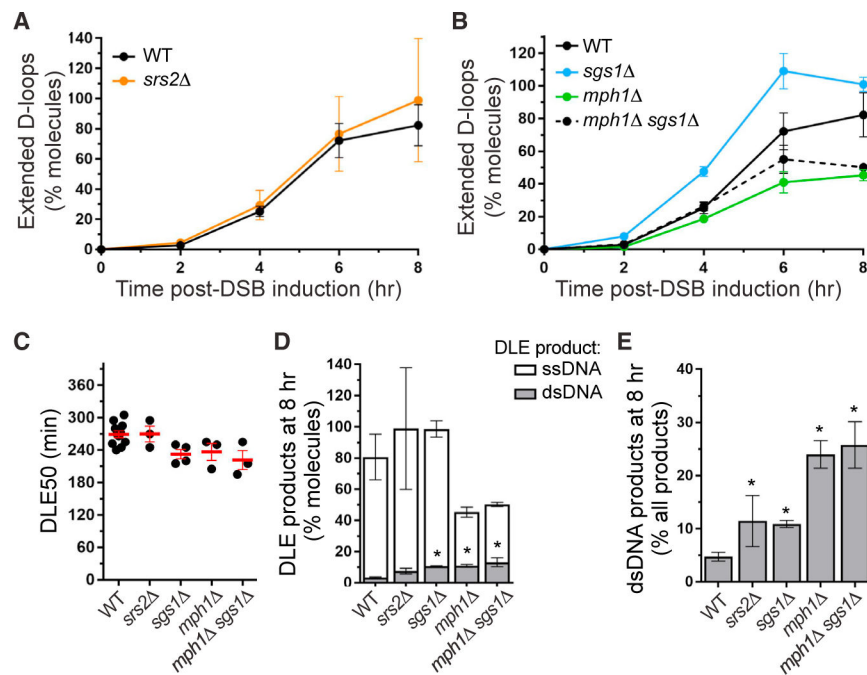 A
Extended D-loops
(% molecules)
140
120
100
80
60
40
20
0
WT
srs2Δ
0
2
4
6
8
Time post-DSB induction (hr)
B
Extended D-loops
(% molecules)
120
100
80
60
40
20
0
WT
sgs1Δ
mph1Δ
mph1Δ sgs1Δ
0
2
4
6
8
Time post-DSB induction (hr)
C
DLE50 (min)
360
300
240
180
120
60
0
WT
srs2Δ
sgs1Δ
mph1Δ
mph1Δ sgs1Δ
D
DLE product:
ssDNA
dsDNA
DLE products at 8 hr
(% molecules)
140
120
100
80
60
40
20
10
0
* * *
WT
srs2Δ
sgs1Δ
mph1Δ
mph1Δ sgs1Δ
E
dsDNA products at 8 hr
(% all products)
40
30
20
10
0
* * * *
WT
srs2Δ
sgs1Δ
mph1Δ
mph1Δ sgs1Δ